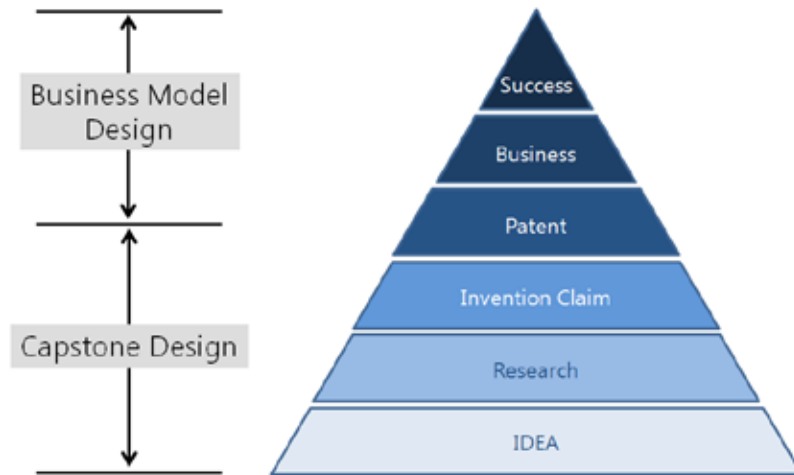 Business Model
Design
Capstone Design
Success
Business
Patent
Invention Claim
Research
IDEA